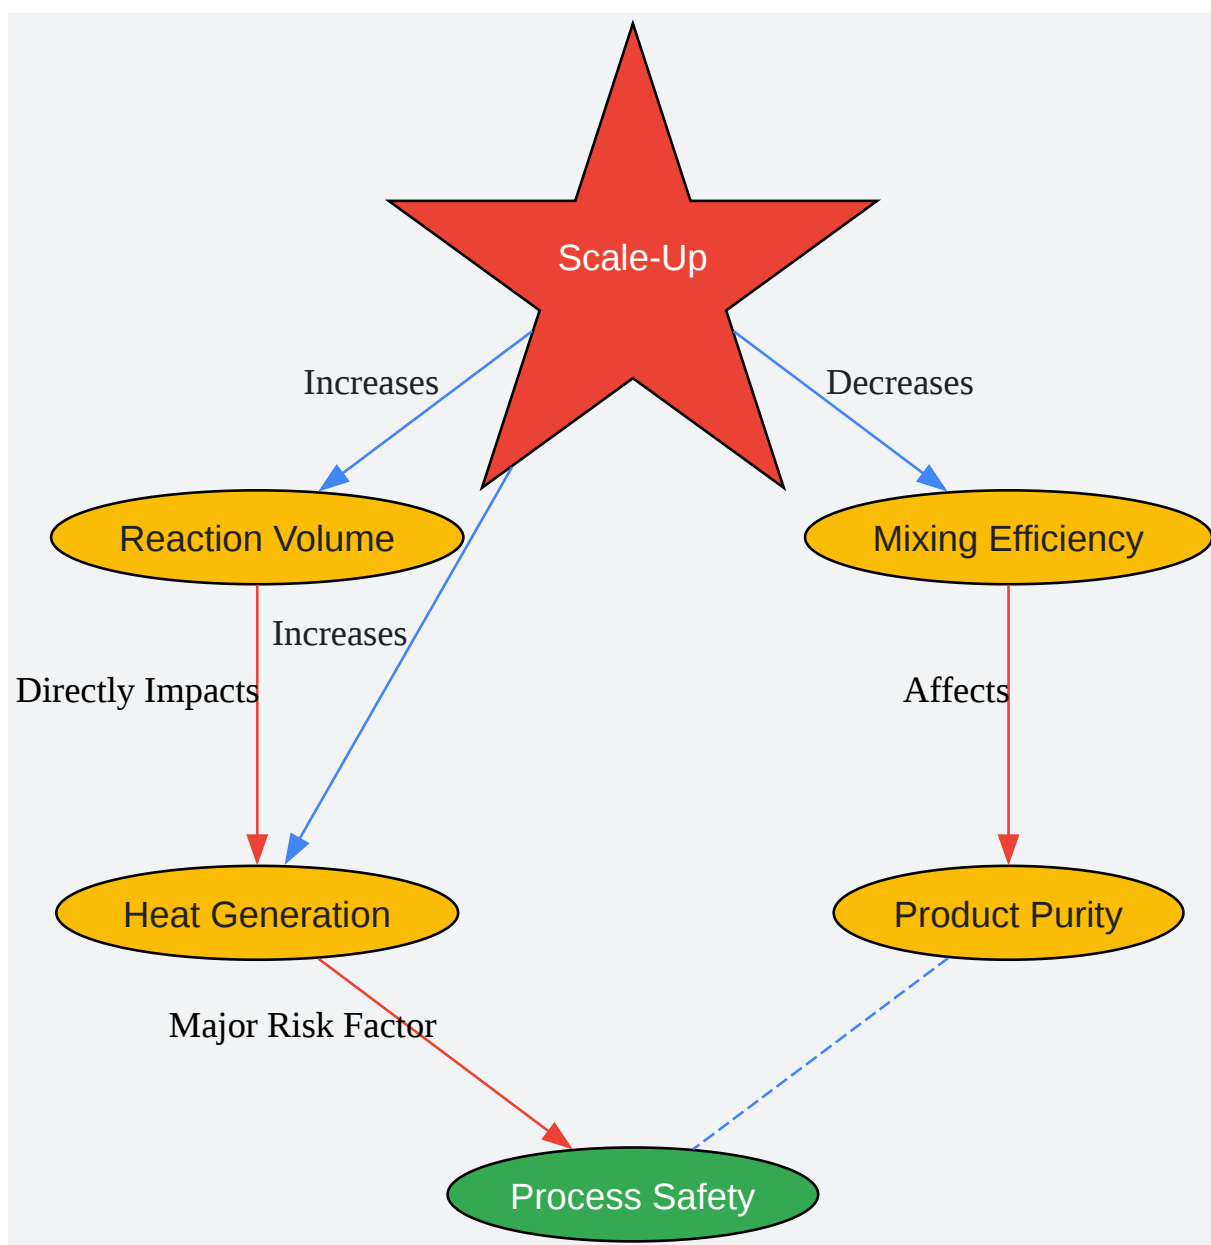 Scale-Up
Increases
Decreases
Reaction Volume
Mixing Efficiency
Increases
Directly Impacts
Affects
Heat Generation
Product Purity
Major Risk Factor
Process Safety